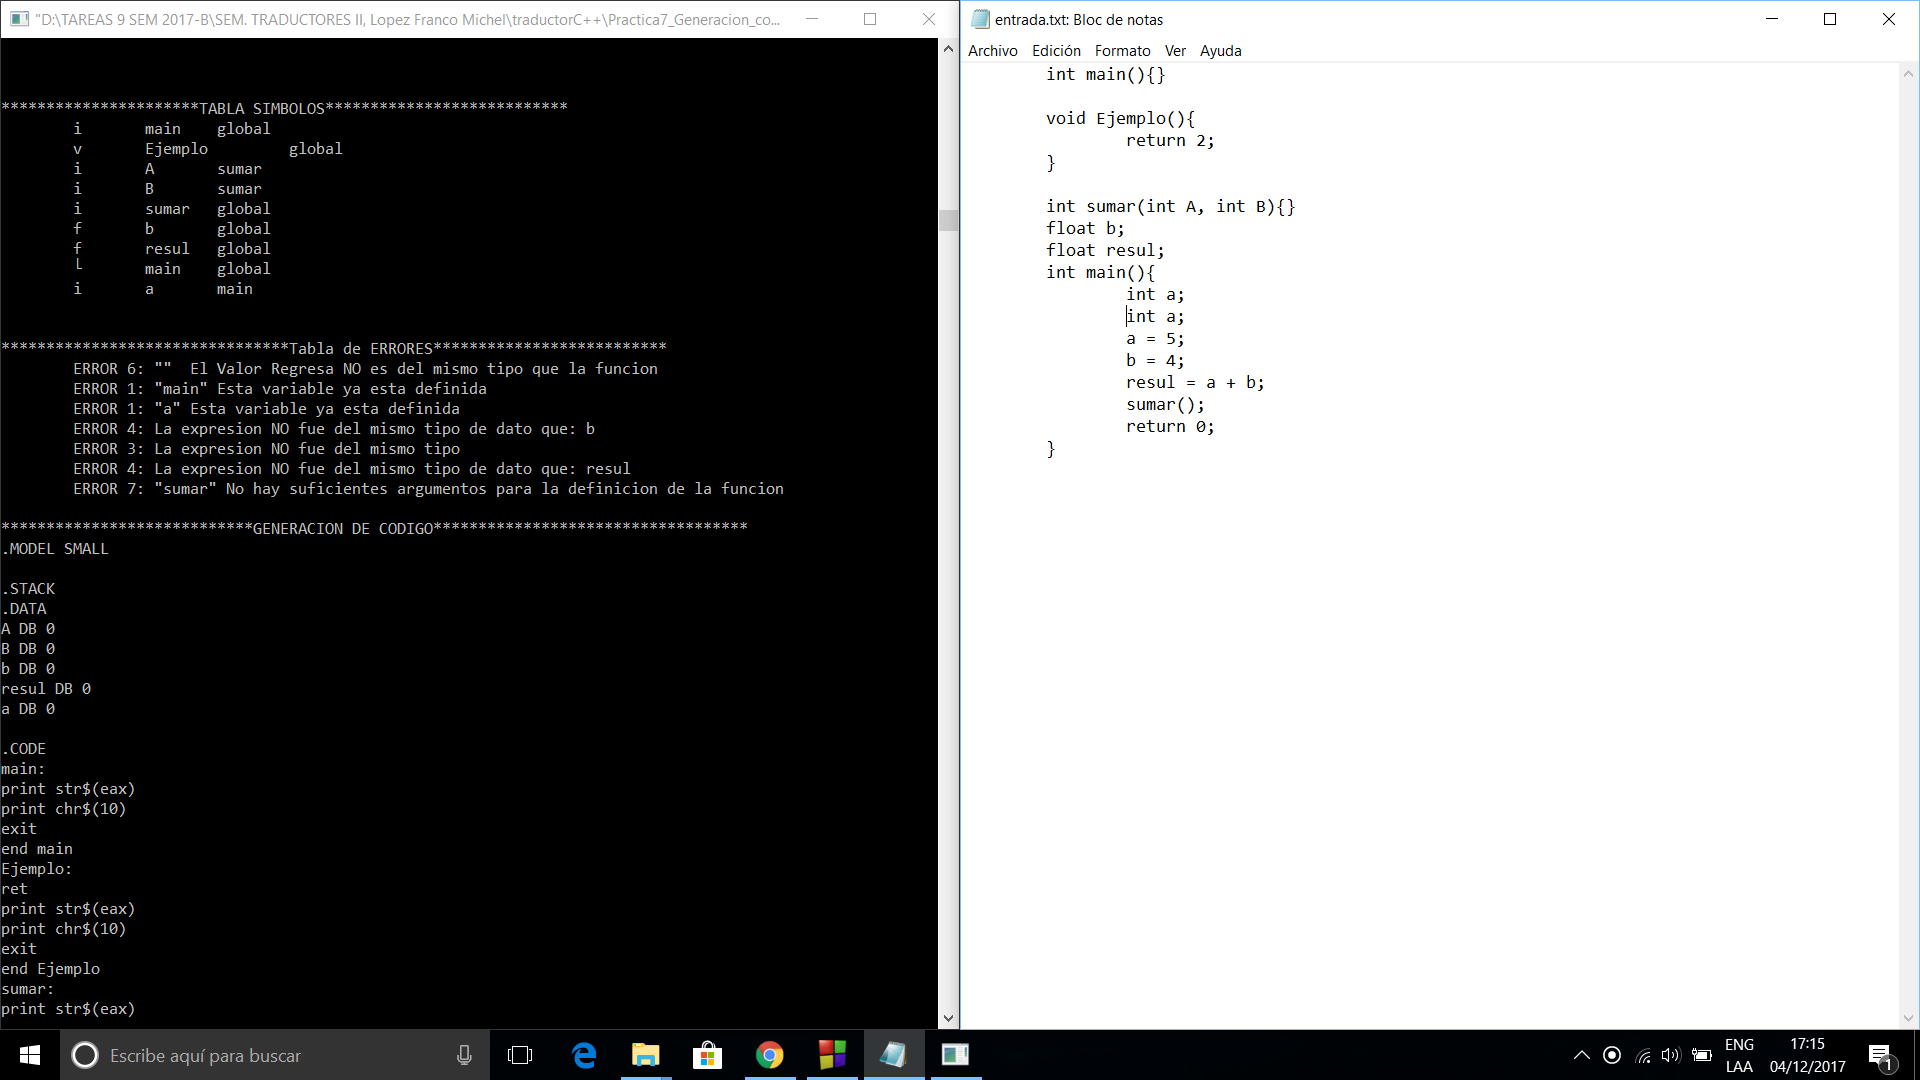 "D:\TAREAS 9 SEM 2017-B\SEM. TRADUCTORES II, Lopez Franco Michel\traductorC++\Practica7_Generacion_co...
**********************TABLA SIMBOLOS***************************
i main global
v Ejemplo global
i A sumar
i B sumar
i sumar global
f b global
f resul global
└ main global
i a main
********************************Tabla de ERRORES**************************
ERROR 6: "" El Valor Regresa NO es del mismo tipo que la funcion
ERROR 1: "main" Esta variable ya esta definida
ERROR 1: "a" Esta variable ya esta definida
ERROR 4: La expresion NO fue del mismo tipo de dato que: b
ERROR 3: La expresion NO fue del mismo tipo
ERROR 4: La expresion NO fue del mismo tipo de dato que: resul
ERROR 7: "sumar" No hay suficientes argumentos para la definicion de la funcion
****************************GENERACION DE CODIGO***********************************
.MODEL SMALL
.STACK
.DATA
A DB 0
B DB 0
b DB 0
resul DB 0
a DB 0
.CODE
main:
print str$(eax)
print chr$(10)
exit
end main
Ejemplo:
ret
print str$(eax)
print chr$(10)
exit
end Ejemplo
sumar:
print str$(eax)
entrada.txt: Bloc de notas
Archivo Edición Formato Ver Ayuda
int main(){}
void Ejemplo(){
return 2;
}
int sumar(int A, int B){}
float b;
float resul;
int main(){
int a;
int a;
a = 5;
b = 4;
resul = a + b;
sumar();
return 0;
}
Escribe aquí para buscar
ENG
LAA
17:15
04/12/2017
1